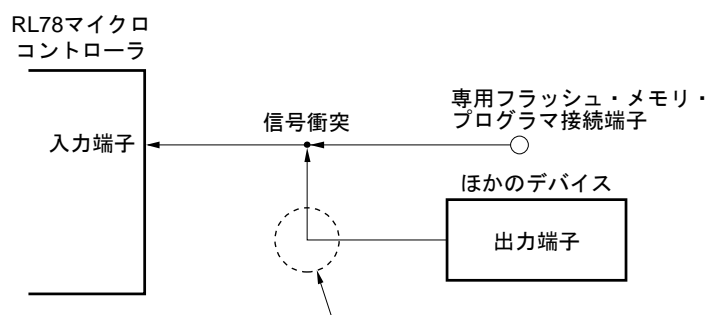 RL78マイクロ
コントローラ
専用フラッシュ・メモリ・
プログラマ接続端子
信号衝突
入力端子
ほかのデバイス
出力端子